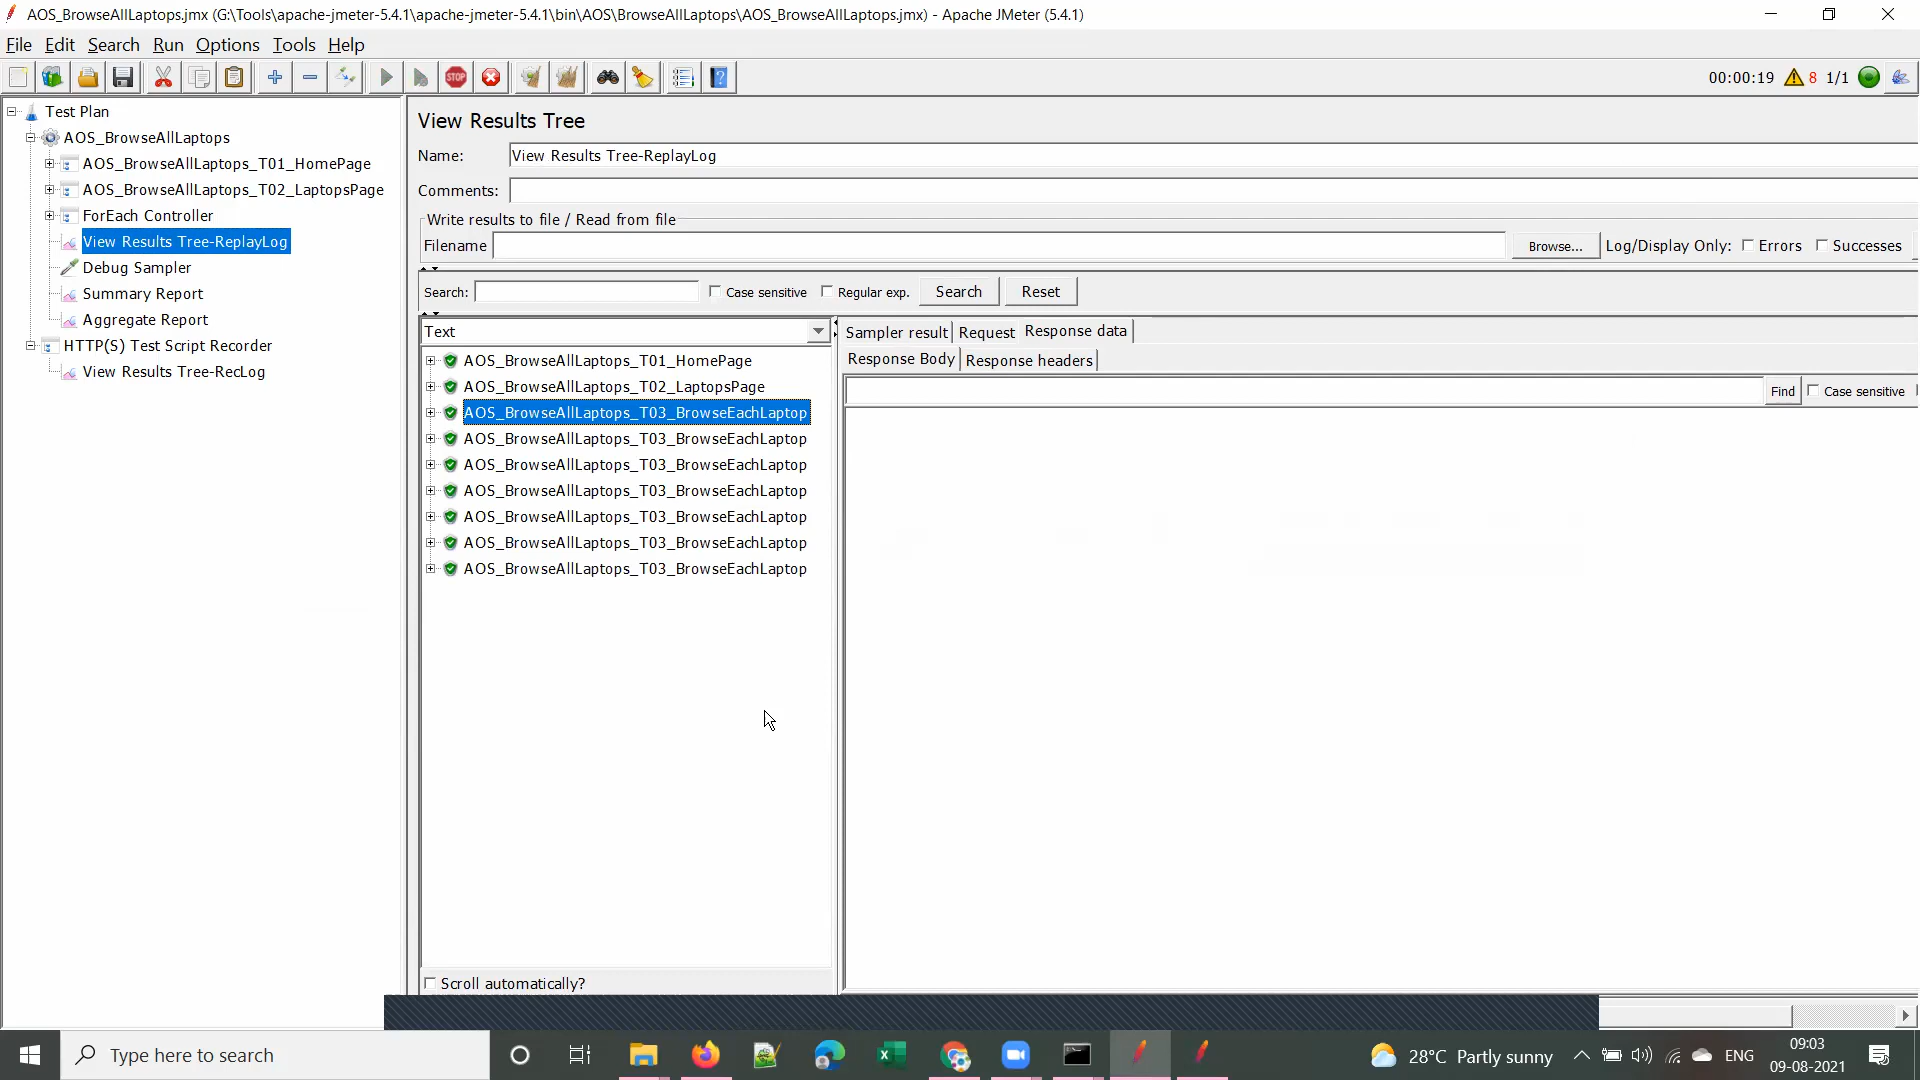 AOS_BrowseAllLaptops.jmx (G:\Tools\apache-jmeter-5.4.1\apache-jmeter-5.4.1\bin\AOS\BrowseAllLaptops\AOS_BrowseAllLaptops.jmx) - Apache JMeter (5.4.1)
File Edit Search Run Options Tools Help
STOP
00:00:19 8 1/1
Test Plan
AOS_BrowseAllLaptops
AOS_BrowseAllLaptops_T01_HomePage
AOS_BrowseAllLaptops_T02_LaptopsPage
ForEach Controller
View Results Tree-ReplayLog
Debug Sampler
Summary Report
Aggregate Report
HTTP(S) Test Script Recorder
View Results Tree-RecLog
View Results Tree
Name: View Results Tree-ReplayLog
Comments:
Write results to file / Read from file
Filename Browse... Log/Display Only: Errors Successes
Search: Case sensitive Regular exp. Search Reset
Text
AOS_BrowseAllLaptops_T01_HomePage
AOS_BrowseAllLaptops_T02_LaptopsPage
AOS_BrowseAllLaptops_T03_BrowseEachLaptop
AOS_BrowseAllLaptops_T03_BrowseEachLaptop
AOS_BrowseAllLaptops_T03_BrowseEachLaptop
AOS_BrowseAllLaptops_T03_BrowseEachLaptop
AOS_BrowseAllLaptops_T03_BrowseEachLaptop
AOS_BrowseAllLaptops_T03_BrowseEachLaptop
AOS_BrowseAllLaptops_T03_BrowseEachLaptop
Scroll automatically?
Sampler result Request Response data
Response Body Response headers
Find Case sensitive
Type here to search
28°C Partly sunny
ENG
09:03
09-08-2021